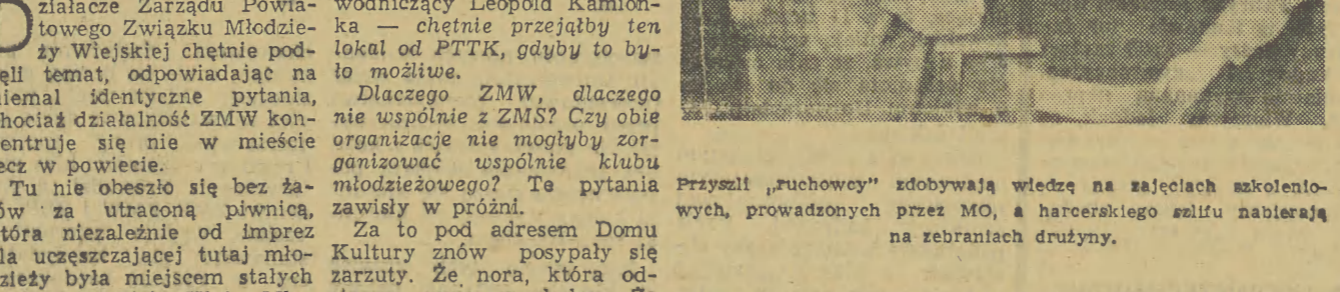 ziałacze Zarządu Powia-
towego Związku Młodzie-
ży Wiejskiej chętnie pod-
ęli temat, odpowiadając na
iemal identyczne pytania,
hociaż działalność ZMW kon-
entruje się nie w mieście
ecz w powiecie.
Tu nie obeszło się bez ża-
ów za utraconą piwnicą,
tóra niezależnie od imprez
la uczęszczającej tutaj mło-
zieży była miejscem stałych
wodniczący Leopold Kamion-
ka — chętnie przejąłby ten
lokal od PTTK, gdyby to by-
ło możliwe.
Dlaczego ZMW, dlaczego
nie wspólnie z ZMS? Czy obie
organizacje nie mogłyby zor-
ganizować wspólnie klubu
młodzieżowego? Te pytania
zawisły w próżni.
Za to pod adresem Domu
Kultury znów posypały się
zarzuty. Że nora, która od-
Przyszli „ruchowcy” zdobywają wiedzę na zajęciach szkolenio-
wych, prowadzonych przez MO, a harcerskiego szlifu nabierają
na zebraniach drużyny.